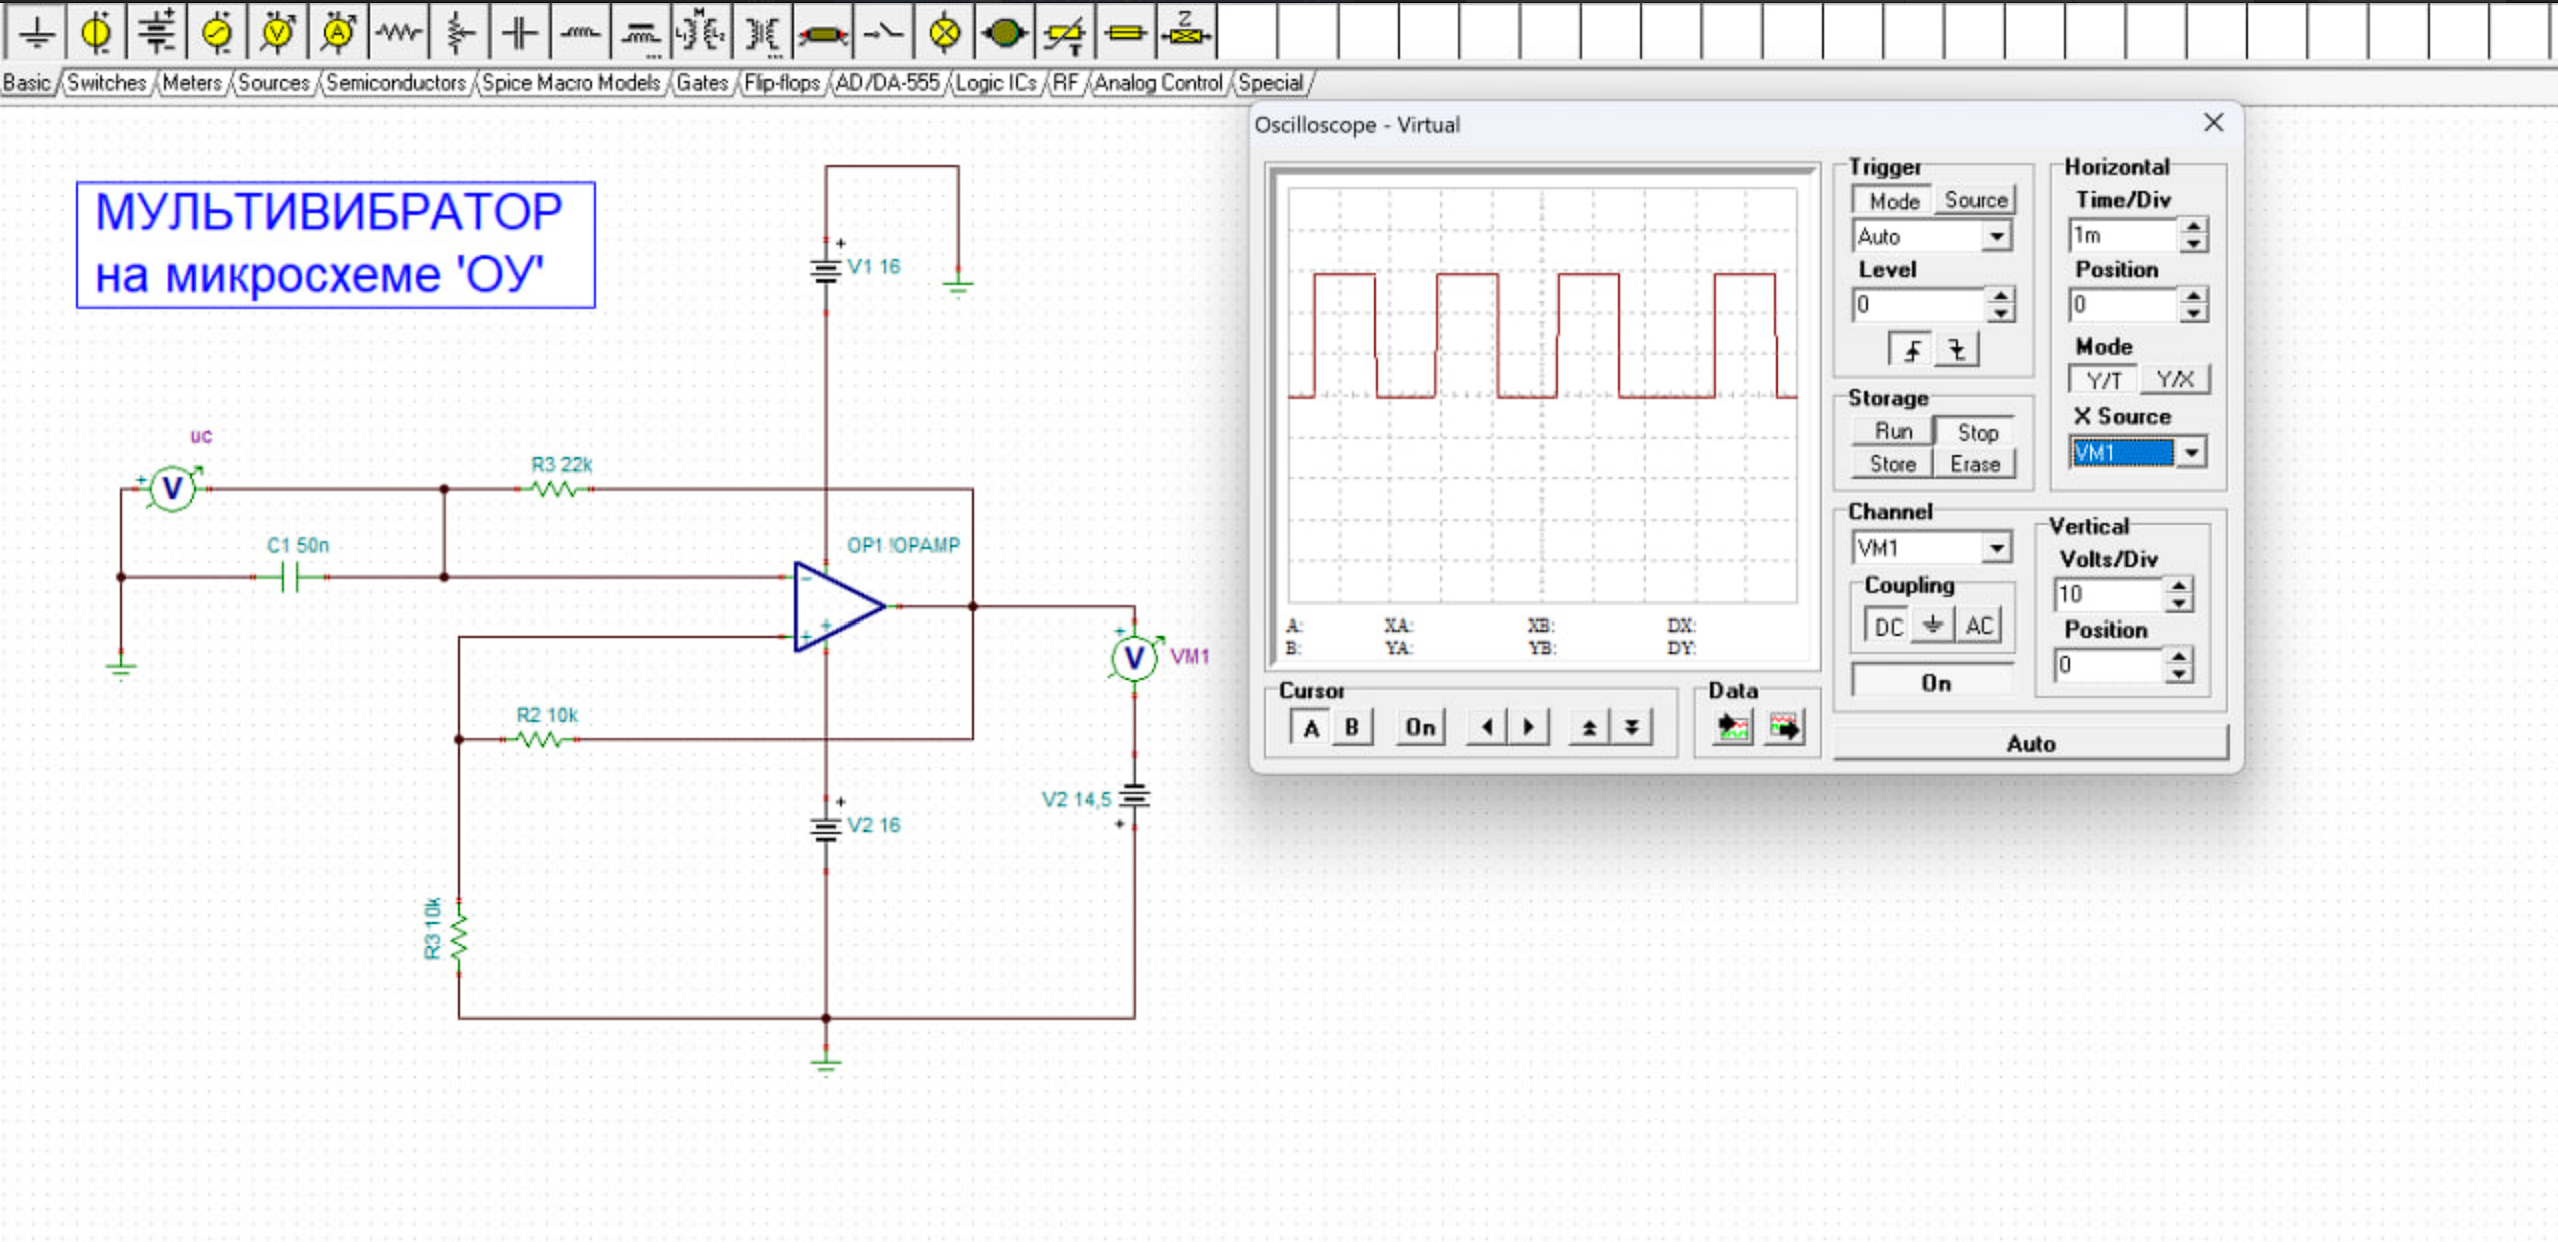 M
Z
Basic Switches Meters Sources Semiconductors Spice Macro Models Gates Flip-flops AD/DA-555 Logic ICs RF Analog Control Special
МУЛЬТИВИБРАТОР
на микросхеме 'ОУ'
V1 16
uc
V
R3 22k
C1 50n
OP1 !OPAMP
V
VM1
R2 10k
V2 14,5
V2 16
R3 10k
Oscilloscope - Virtual
A: XA: XB: DX:
B: YA: YB: DY:
Cursor
A B On
Data
Trigger
Mode Source
Auto
Level
0
Storage
Run Stop
Store Erase
Horizontal
Time/Div
1m
Position
0
Mode
Y/T Y/X
X Source
VM1
Channel
VM1
Coupling
DC AC
On
Vertical
Volts/Div
10
Position
0
Auto